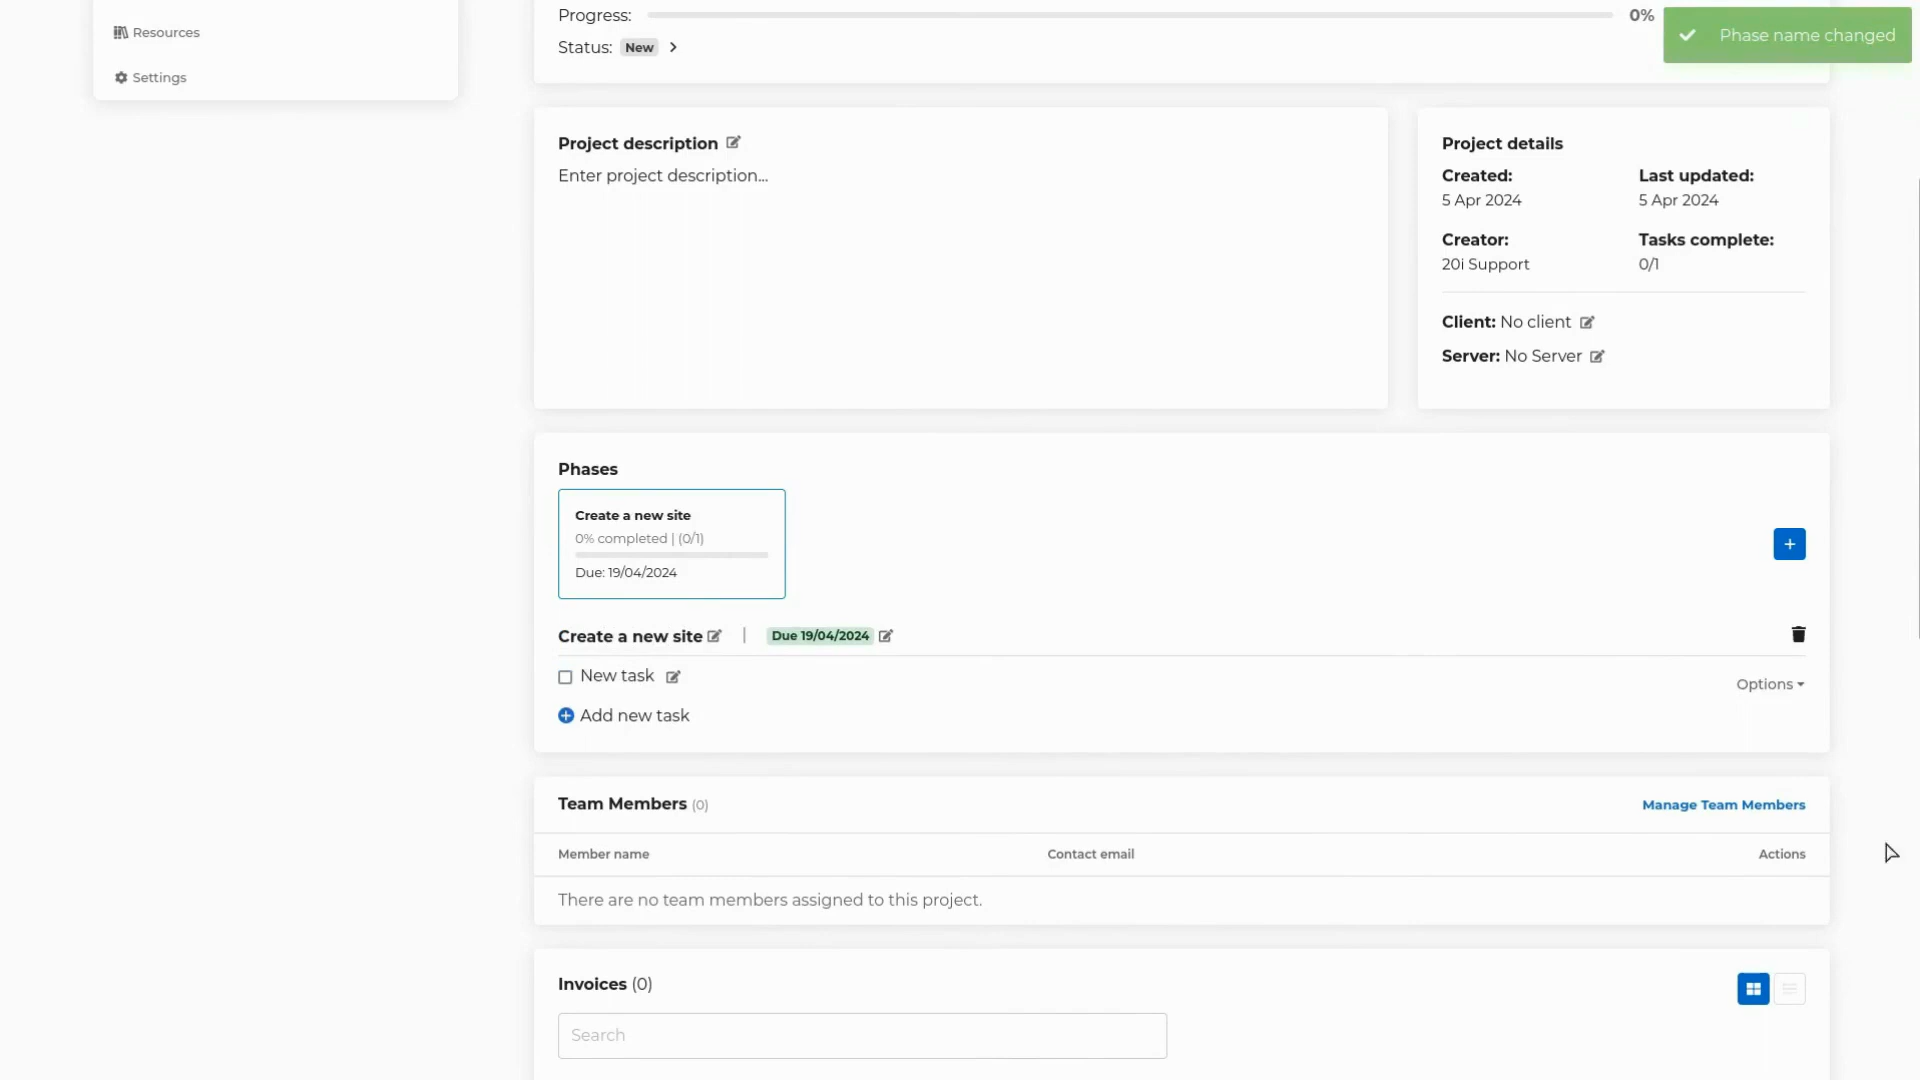 Resources
Settings
Progress: 0%
Status: New
Phase name changed
Project description
Enter project description...
Project details
Created: Last updated:
5 Apr 2024 5 Apr 2024
Creator: Tasks complete:
20i Support 0/1
Client: No client
Server: No Server
Phases
Create a new site
0% completed | (0/1)
Due: 19/04/2024
+
Create a new site | Due 19/04/2024
New task
Options
Add new task
Team Members (0) Manage Team Members
Member name Contact email Actions
There are no team members assigned to this project.
Invoices (0)
Search